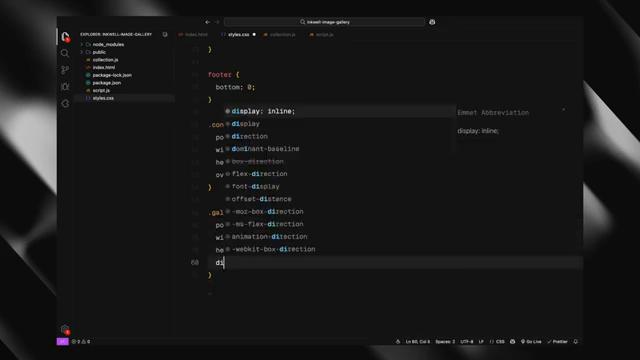 inkwell-image-gallery
EXPLORER: INKWELL-IMAGE-GALLERY
node_modules
public
collection.js
index.html
package-lock.json
package.json
script.js
styles.css
index.html
styles.css
collection.js
script.js
}
footer {
bottom: 0;
}
.con
po
wi
he
ov
}
.gal
po
wi
he
60
di
}
display: inline;
display
direction
dominant-baseline
box-direction
flex-direction
font-display
offset-distance
-moz-box-direction
-ms-flex-direction
animation-direction
-webkit-box-direction
Emmet Abbreviation
display: inline;
0
0
Ln 60, Col 5
Spaces: 2
UTF-8
LF
{} CSS
Go Live
Prettier